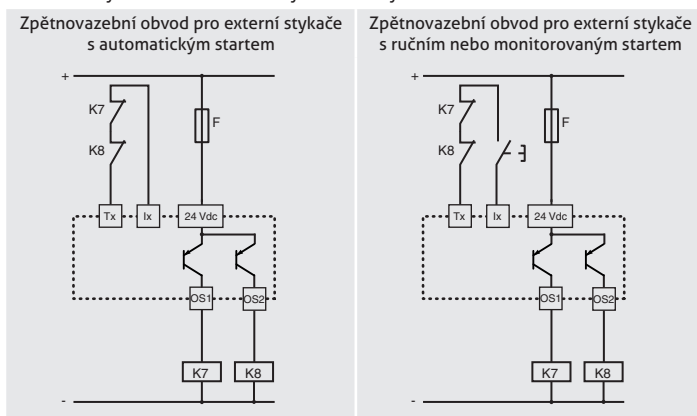 Zpětnovazební obvod pro externí stykače
s automatickým startem
+
K7
K8
F
Tx
Ix
24 Vdc
OS1
OS2
K7
K8
-
Zpětnovazební obvod pro externí stykače
s ručním nebo monitorovaným startem
+
K7
K8
F
Tx
Ix
24 Vdc
OS1
OS2
K7
K8
-